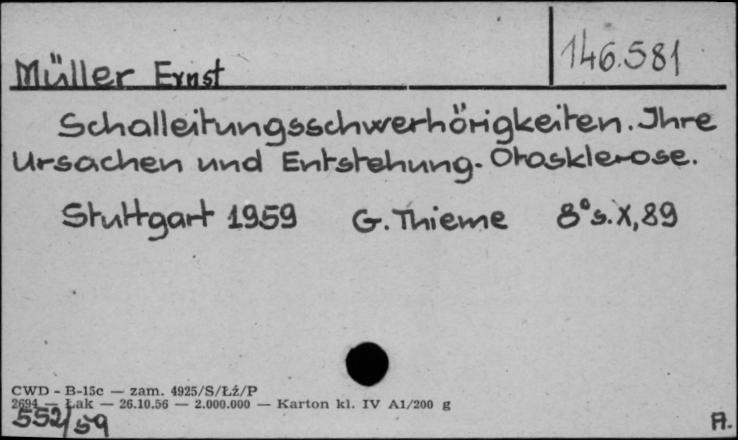 146.581
Müller Ernst
Schalleitungsschwerhörigkeiten. Ihre
Ursachen und Entstehung. Otosklerose.
Stuttgart 1959 G. Thieme 8° s. X, 89
CWD - B-15c — zam. 4925/S/Łź/P
2694 — Łak — 26.10.56 — 2.000.000 — Karton kl. IV A1/200 g
552/59
A.